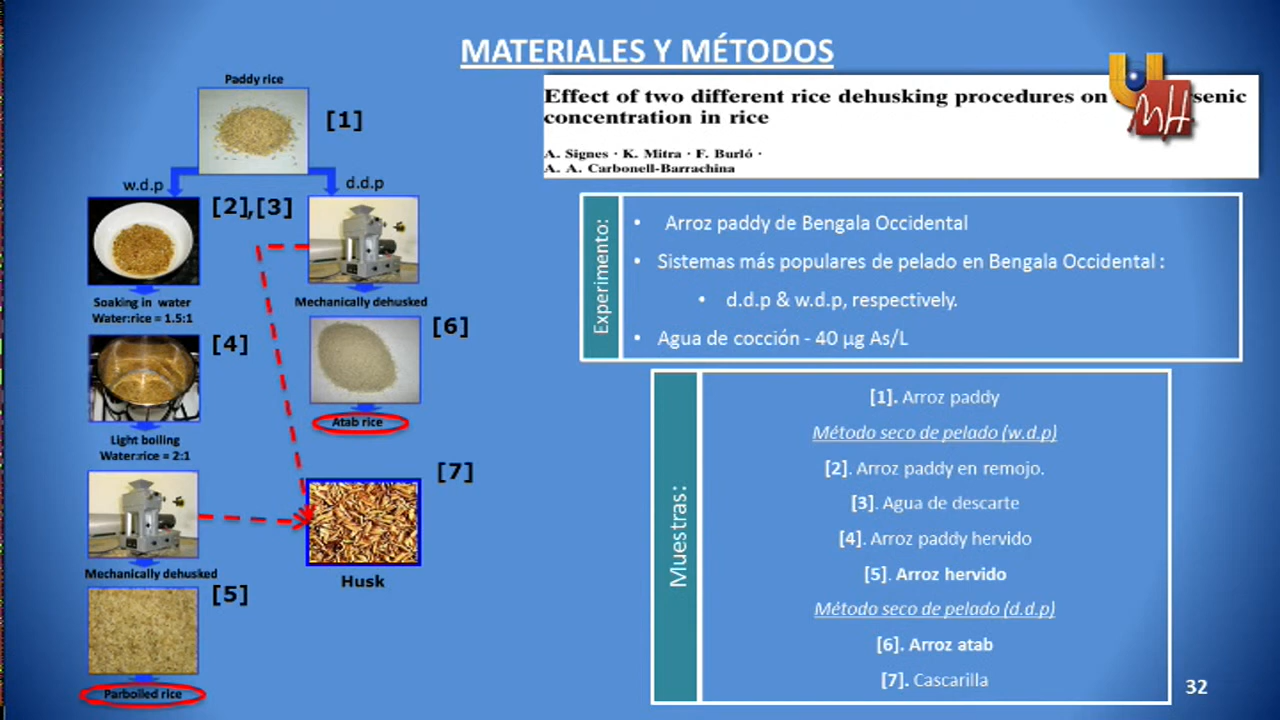 MATERIALES Y MÉTODOS
Paddy rice
[1]
w.d.p
d.d.p
[2],[3]
Soaking in water
Water:rice = 1.5:1
Mechanically dehusked
[4]
[6]
Light boiling
Water:rice = 2:1
Atab rice
[7]
Mechanically dehusked
Husk
[5]
Parboiled rice
Effect of two different rice dehusking procedures on
concentration in rice
A. Signes · K. Mitra · F. Burló ·
A. A. Carbonell-Barrachina
UMH
Experimento:
• Arroz paddy de Bengala Occidental
• Sistemas más populares de pelado en Bengala Occidental :
• d.d.p & w.d.p, respectively.
• Agua de cocción - 40 µg As/L
Muestras:
[1]. Arroz paddy
Método seco de pelado (w.d.p)
[2]. Arroz paddy en remojo.
[3]. Agua de descarte
[4]. Arroz paddy hervido
[5]. Arroz hervido
Método seco de pelado (d.d.p)
[6]. Arroz atab
[7]. Cascarilla
32